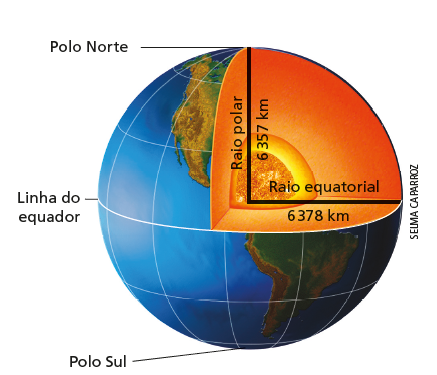 Polo Norte
Raio polar
6 357 km
Raio equatorial
6 378 km
Linha do
equador
SELMA CAPARROZ
Polo Sul